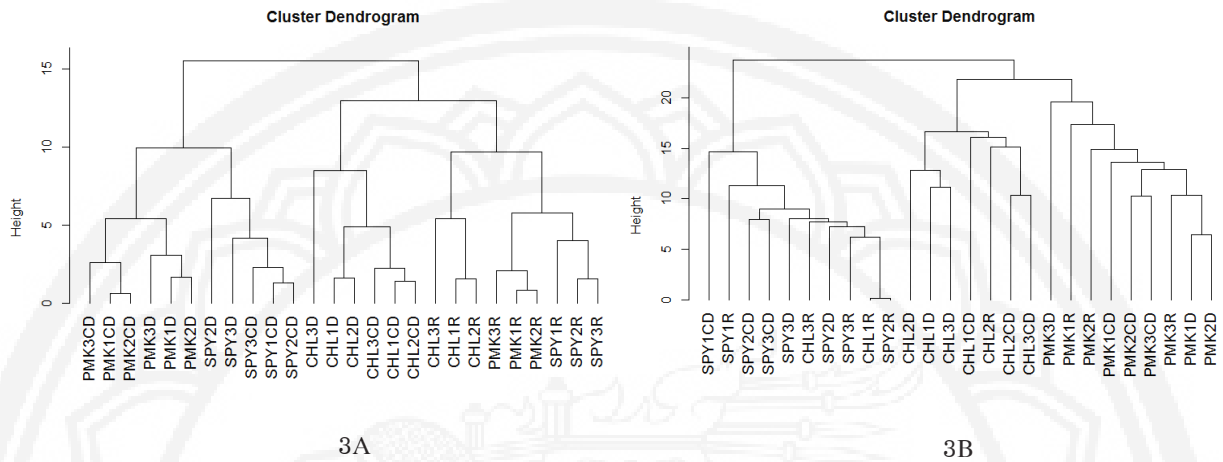 Cluster Dendrogram
15
10
5
0
Height
PMK3CD
PMK1CD
PMK2CD
PMK3D
PMK1D
PMK2D
SPY2D
SPY3D
SPY3CD
SPY1CD
SPY2CD
CHL3D
CHL1D
CHL2D
CHL3CD
CHL1CD
CHL2CD
CHL3R
CHL1R
CHL2R
PMK3R
PMK1R
PMK2R
SPY1R
SPY2R
SPY3R
3A
Cluster Dendrogram
20
15
10
5
0
Height
SPY1CD
SPY1R
SPY2CD
SPY3CD
SPY3D
CHL3R
SPY2D
SPY3R
CHL1R
SPY2R
CHL2D
CHL1D
CHL3D
CHL1CD
CHL2R
CHL2CD
CHL3CD
PMK3D
PMK1R
PMK2R
PMK1CD
PMK2CD
PMK3CD
PMK3R
PMK1D
PMK2D
3B